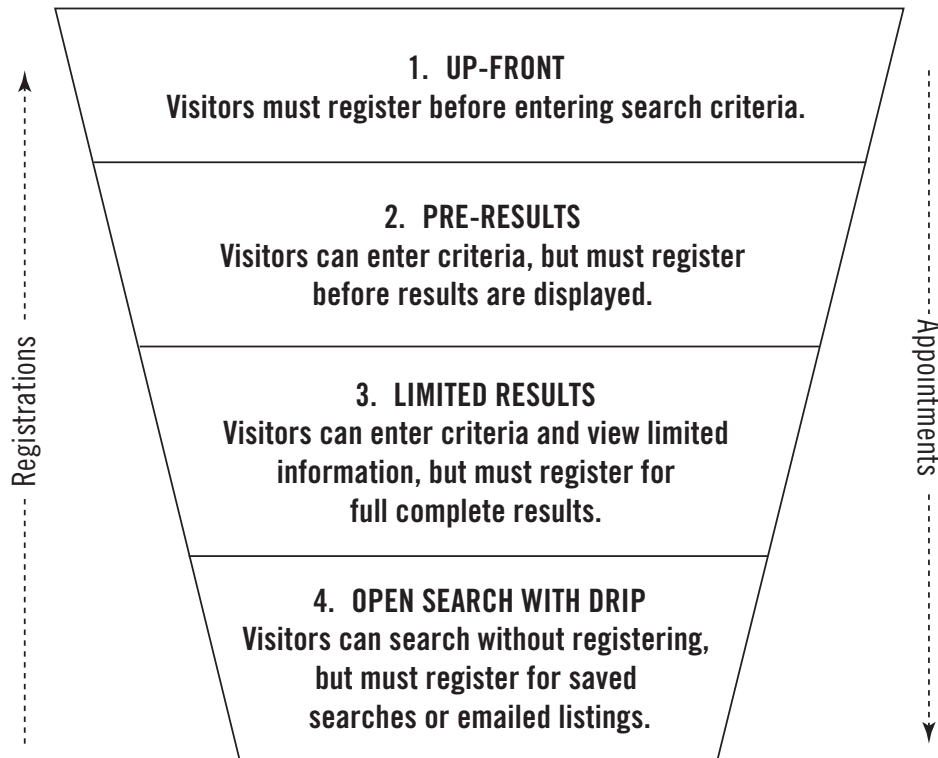 1. UP-FRONT
Visitors must register before entering search criteria.
2. PRE-RESULTS
Visitors can enter criteria, but must register
before results are displayed.
3. LIMITED RESULTS
Visitors can enter criteria and view limited
information, but must register for
full complete results.
4. OPEN SEARCH WITH DRIP
Visitors can search without registering,
but must register for saved
searches or emailed listings.
Registrations
Appointments